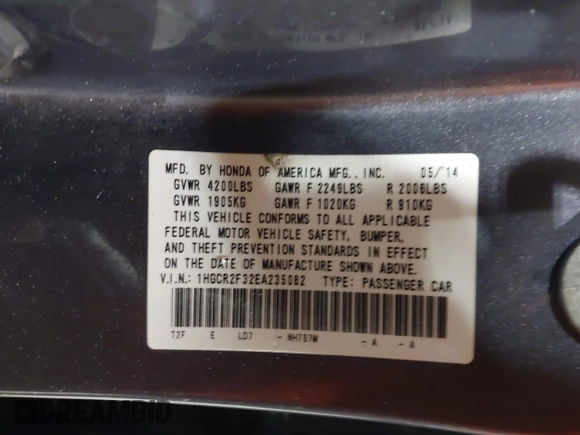 MFD. BY HONDA OF AMERICA MFG., INC. 05/14
GVWR 4200LBS GAWR F 2249LBS R 2006LBS
GVWR 1905KG GAWR F 1020KG R 910KG
THIS VEHICLE CONFORMS TO ALL APPLICABLE
FEDERAL MOTOR VEHICLE SAFETY, BUMPER,
AND THEFT PREVENTION STANDARDS IN EFFECT
ON THE DATE OF MANUFACTURE SHOWN ABOVE.
V.I.N.: 1HGCR2F32EA235082 TYPE: PASSENGER CAR
T2F E LD7 - NH797M - A - A
DREAMBID